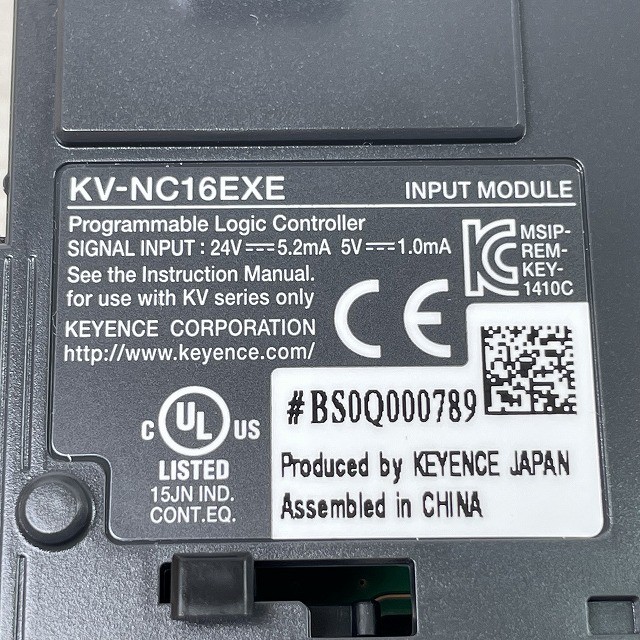 KV-NC16EXE INPUT MODULE
Programmable Logic Controller
SIGNAL INPUT : 24V⎓5.2mA 5V⎓1.0mA
See the Instruction Manual.
for use with KV series only
KEYENCE CORPORATION
http://www.keyence.com/
CE
KC
MSIP-
REM-
KEY-
1410C
C UL US
LISTED
15JN IND.
CONT.EQ.
#BS0Q000789
Produced by KEYENCE JAPAN
Assembled in CHINA